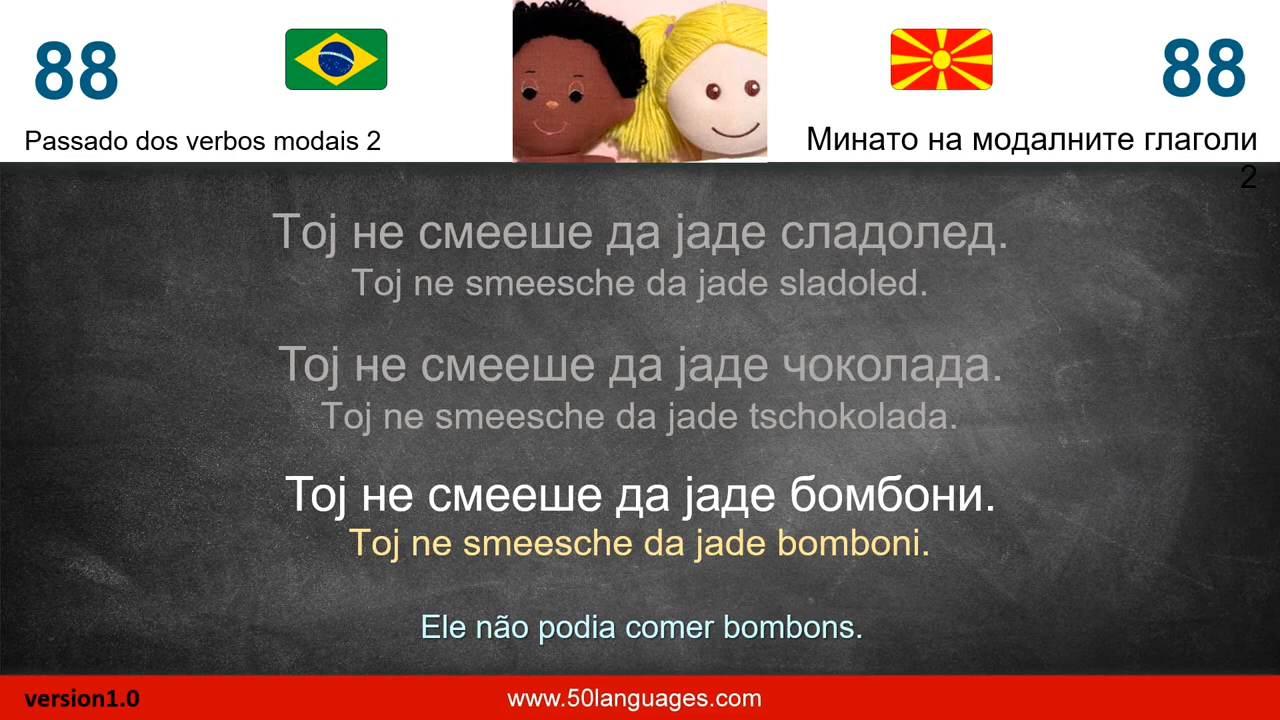 88
88
Passado dos verbos modais 2
Минато на модалните глаголи
2
Тој не смееше да јаде сладолед.
Toj ne smeesche da jade sladoled.
Тој не смееше да јаде чоколада.
Toj ne smeesche da jade tschokolada.
Тој не смееше да јаде бомбони.
Toj ne smeesche da jade bomboni.
Ele não podia comer bombons.
version1.0
www.50languages.com